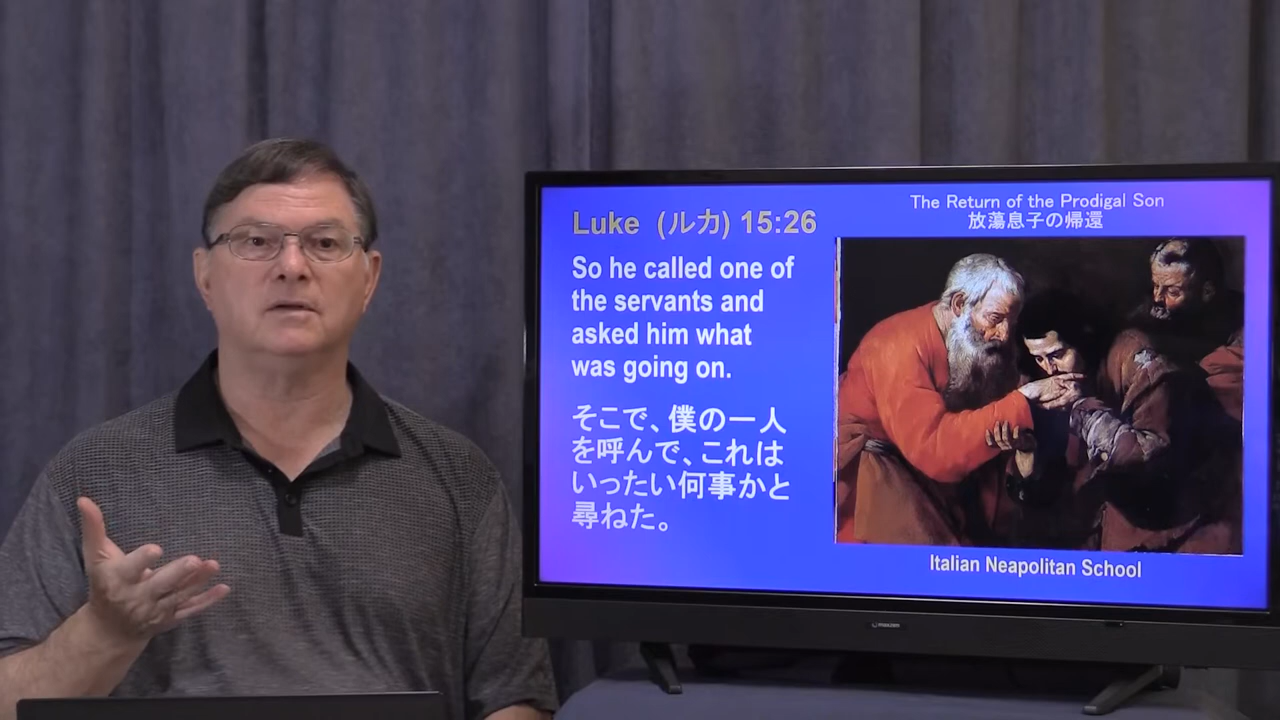 Luke (ルカ) 15:26
So he called one of
the servants and
asked him what
was going on.
そこで、僕の一人
を呼んで、これは
いったい何事かと
尋ねた。
The Return of the Prodigal Son
放蕩息子の帰還
Italian Neapolitan School
maxzen